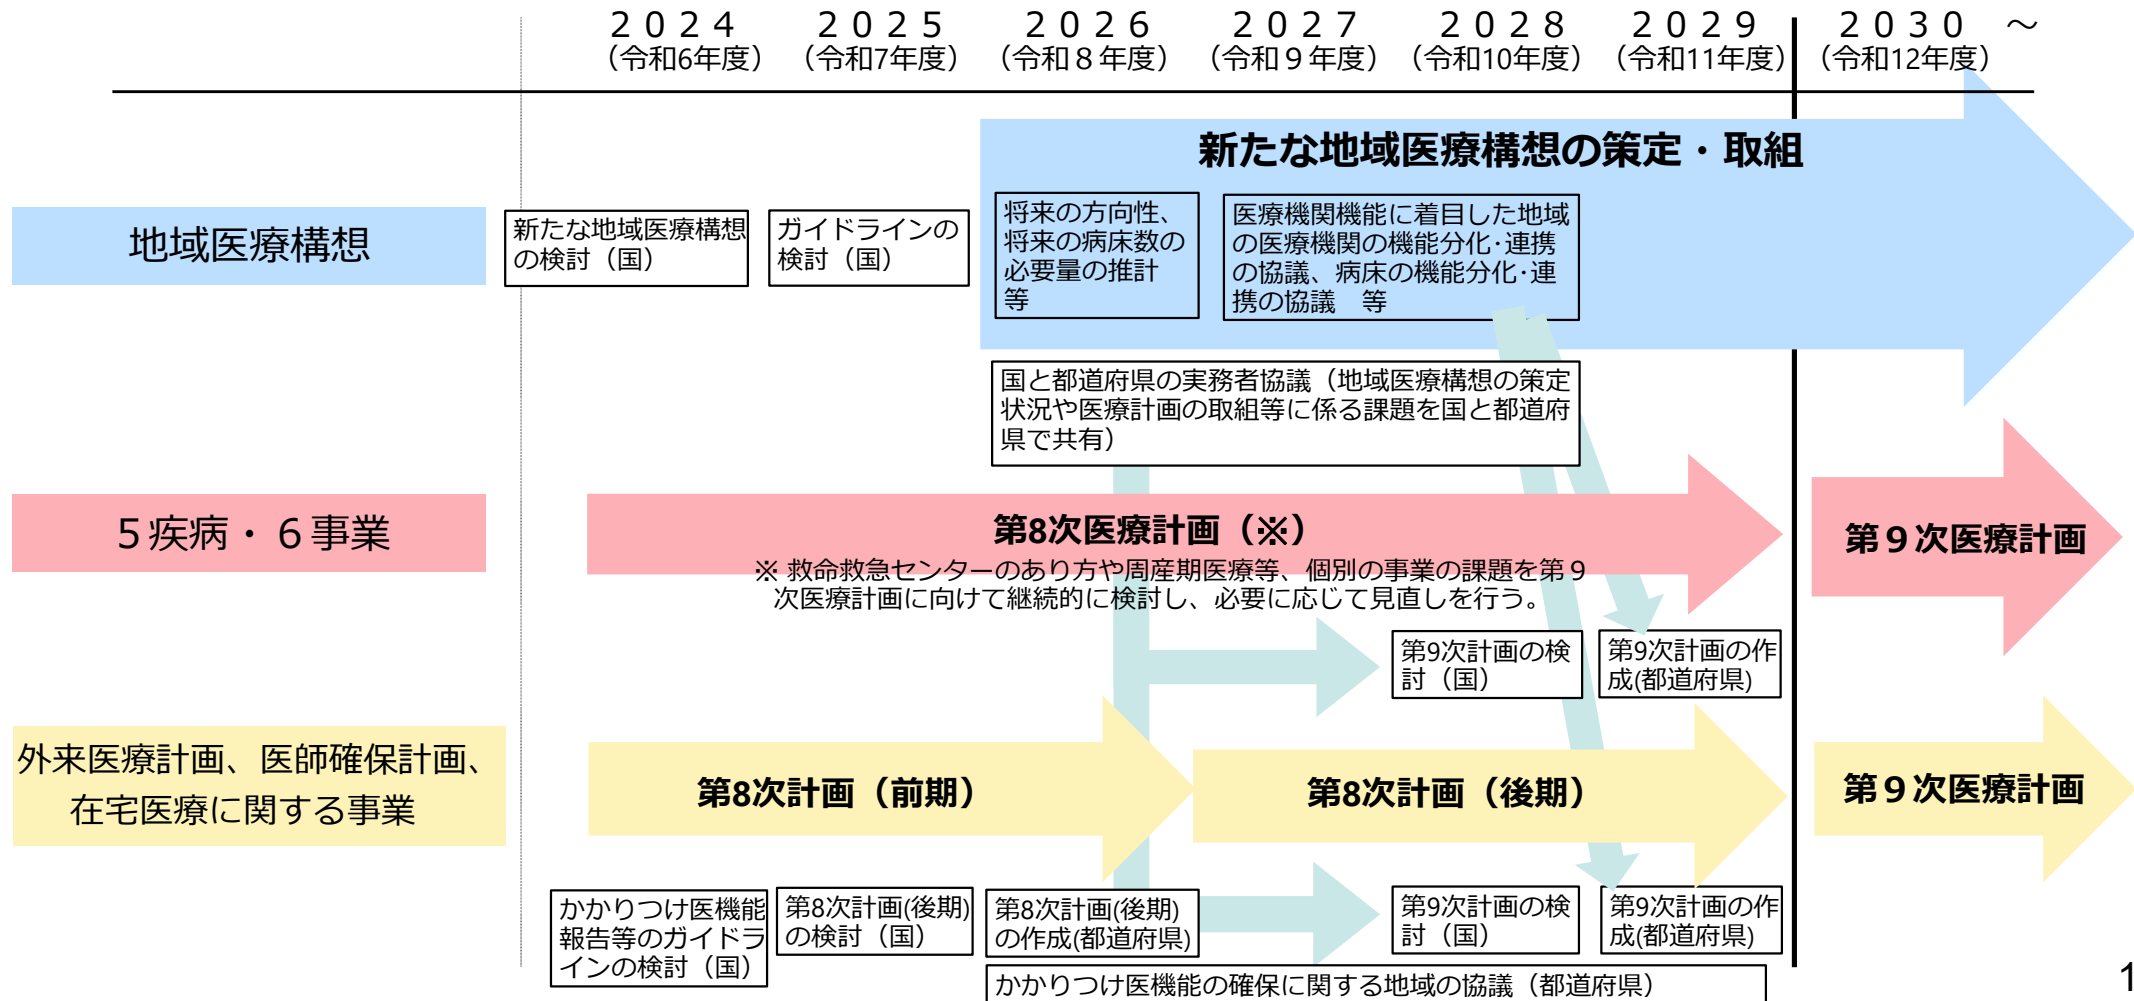 ２０２４ ２０２５ ２０２６ ２０２７ ２０２８ ２０２９ ２０３０ ～
（令和6年度） （令和7年度） （令和８年度） （令和９年度） （令和10年度） （令和11年度） （令和12年度）
新たな地域医療構想の策定・取組
地域医療構想
新たな地域医療構想
の検討（国）
ガイドラインの
検討（国）
将来の方向性、
将来の病床数の
必要量の推計
等
医療機関機能に着目した地域
の医療機関の機能分化･連携
の協議、病床の機能分化･連
携の協議　等
国と都道府県の実務者協議（地域医療構想の策定
状況や医療計画の取組等に係る課題を国と都道府
県で共有）
５疾病・６事業
第8次医療計画（※）
※ 救命救急センターのあり方や周産期医療等、個別の事業の課題を第９
次医療計画に向けて継続的に検討し、必要に応じて見直しを行う。
第９次医療計画
第9次計画の検
討（国）
第9次計画の作
成(都道府県)
外来医療計画、医師確保計画、
在宅医療に関する事業
第8次計画（前期）
第8次計画（後期）
第９次医療計画
かかりつけ医機能
報告等のガイドラ
インの検討（国）
第8次計画(後期)
の検討（国）
第8次計画(後期)
の作成(都道府県)
第9次計画の検
討（国）
第9次計画の作
成(都道府県)
かかりつけ医機能の確保に関する地域の協議（都道府県）
1